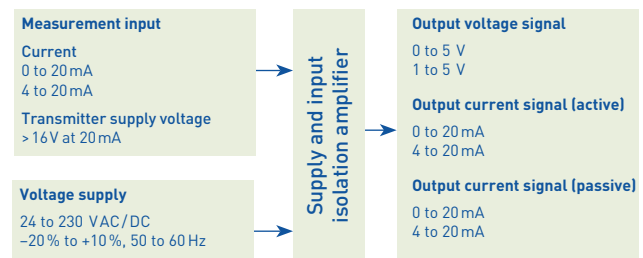 Measurement input
Current
0 to 20 mA
4 to 20 mA
Transmitter supply voltage
>16 V at 20 mA
Voltage supply
24 to 230 VAC/DC
–20 % to +10 %, 50 to 60 Hz
Supply and input
isolation amplifier
Output voltage signal
0 to 5 V
1 to 5 V
Output current signal (active)
0 to 20 mA
4 to 20 mA
Output current signal (passive)
0 to 20 mA
4 to 20 mA